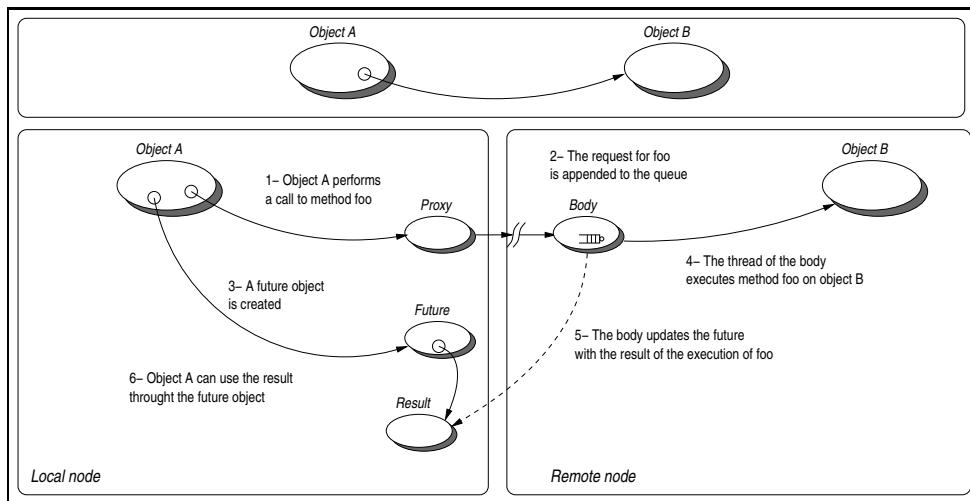 Object A
Object B
Object A
1– Object A performs
a call to method foo
Proxy
3– A future object
is created
Future
6– Object A can use the result
throught the future object
Result
Local node
2– The request for foo
is appended to the queue
Object B
Body
4– The thread of the body
executes method foo on object B
5– The body updates the future
with the result of the execution of foo
Remote node